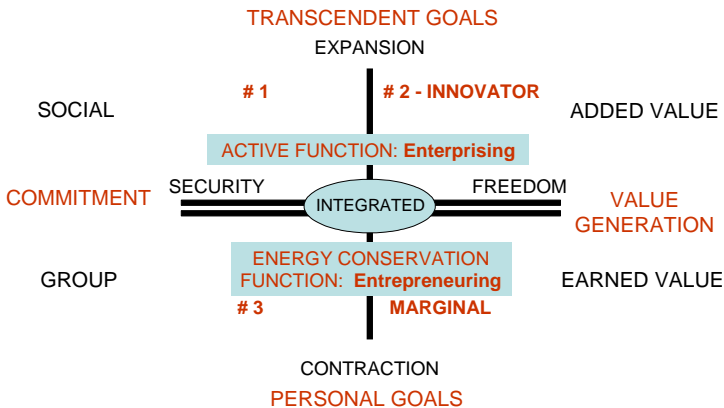 TRANSCENDENT GOALS
EXPANSION
# 1
# 2 - INNOVATOR
SOCIAL
ADDED VALUE
ACTIVE FUNCTION: Enterprising
COMMITMENT
SECURITY
FREEDOM
INTEGRATED
VALUE
GENERATION
GROUP
ENERGY CONSERVATION
FUNCTION: Entrepreneuring
EARNED VALUE
# 3
MARGINAL
CONTRACTION
PERSONAL GOALS